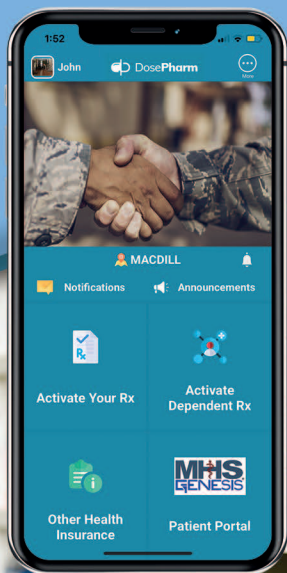 1:52
John
DosePharm
More
MACDILL
Notifications
Announcements
Rx
Activate Your Rx
Activate
Dependent Rx
Other Health
Insurance
MHS
GENESIS
Patient Portal